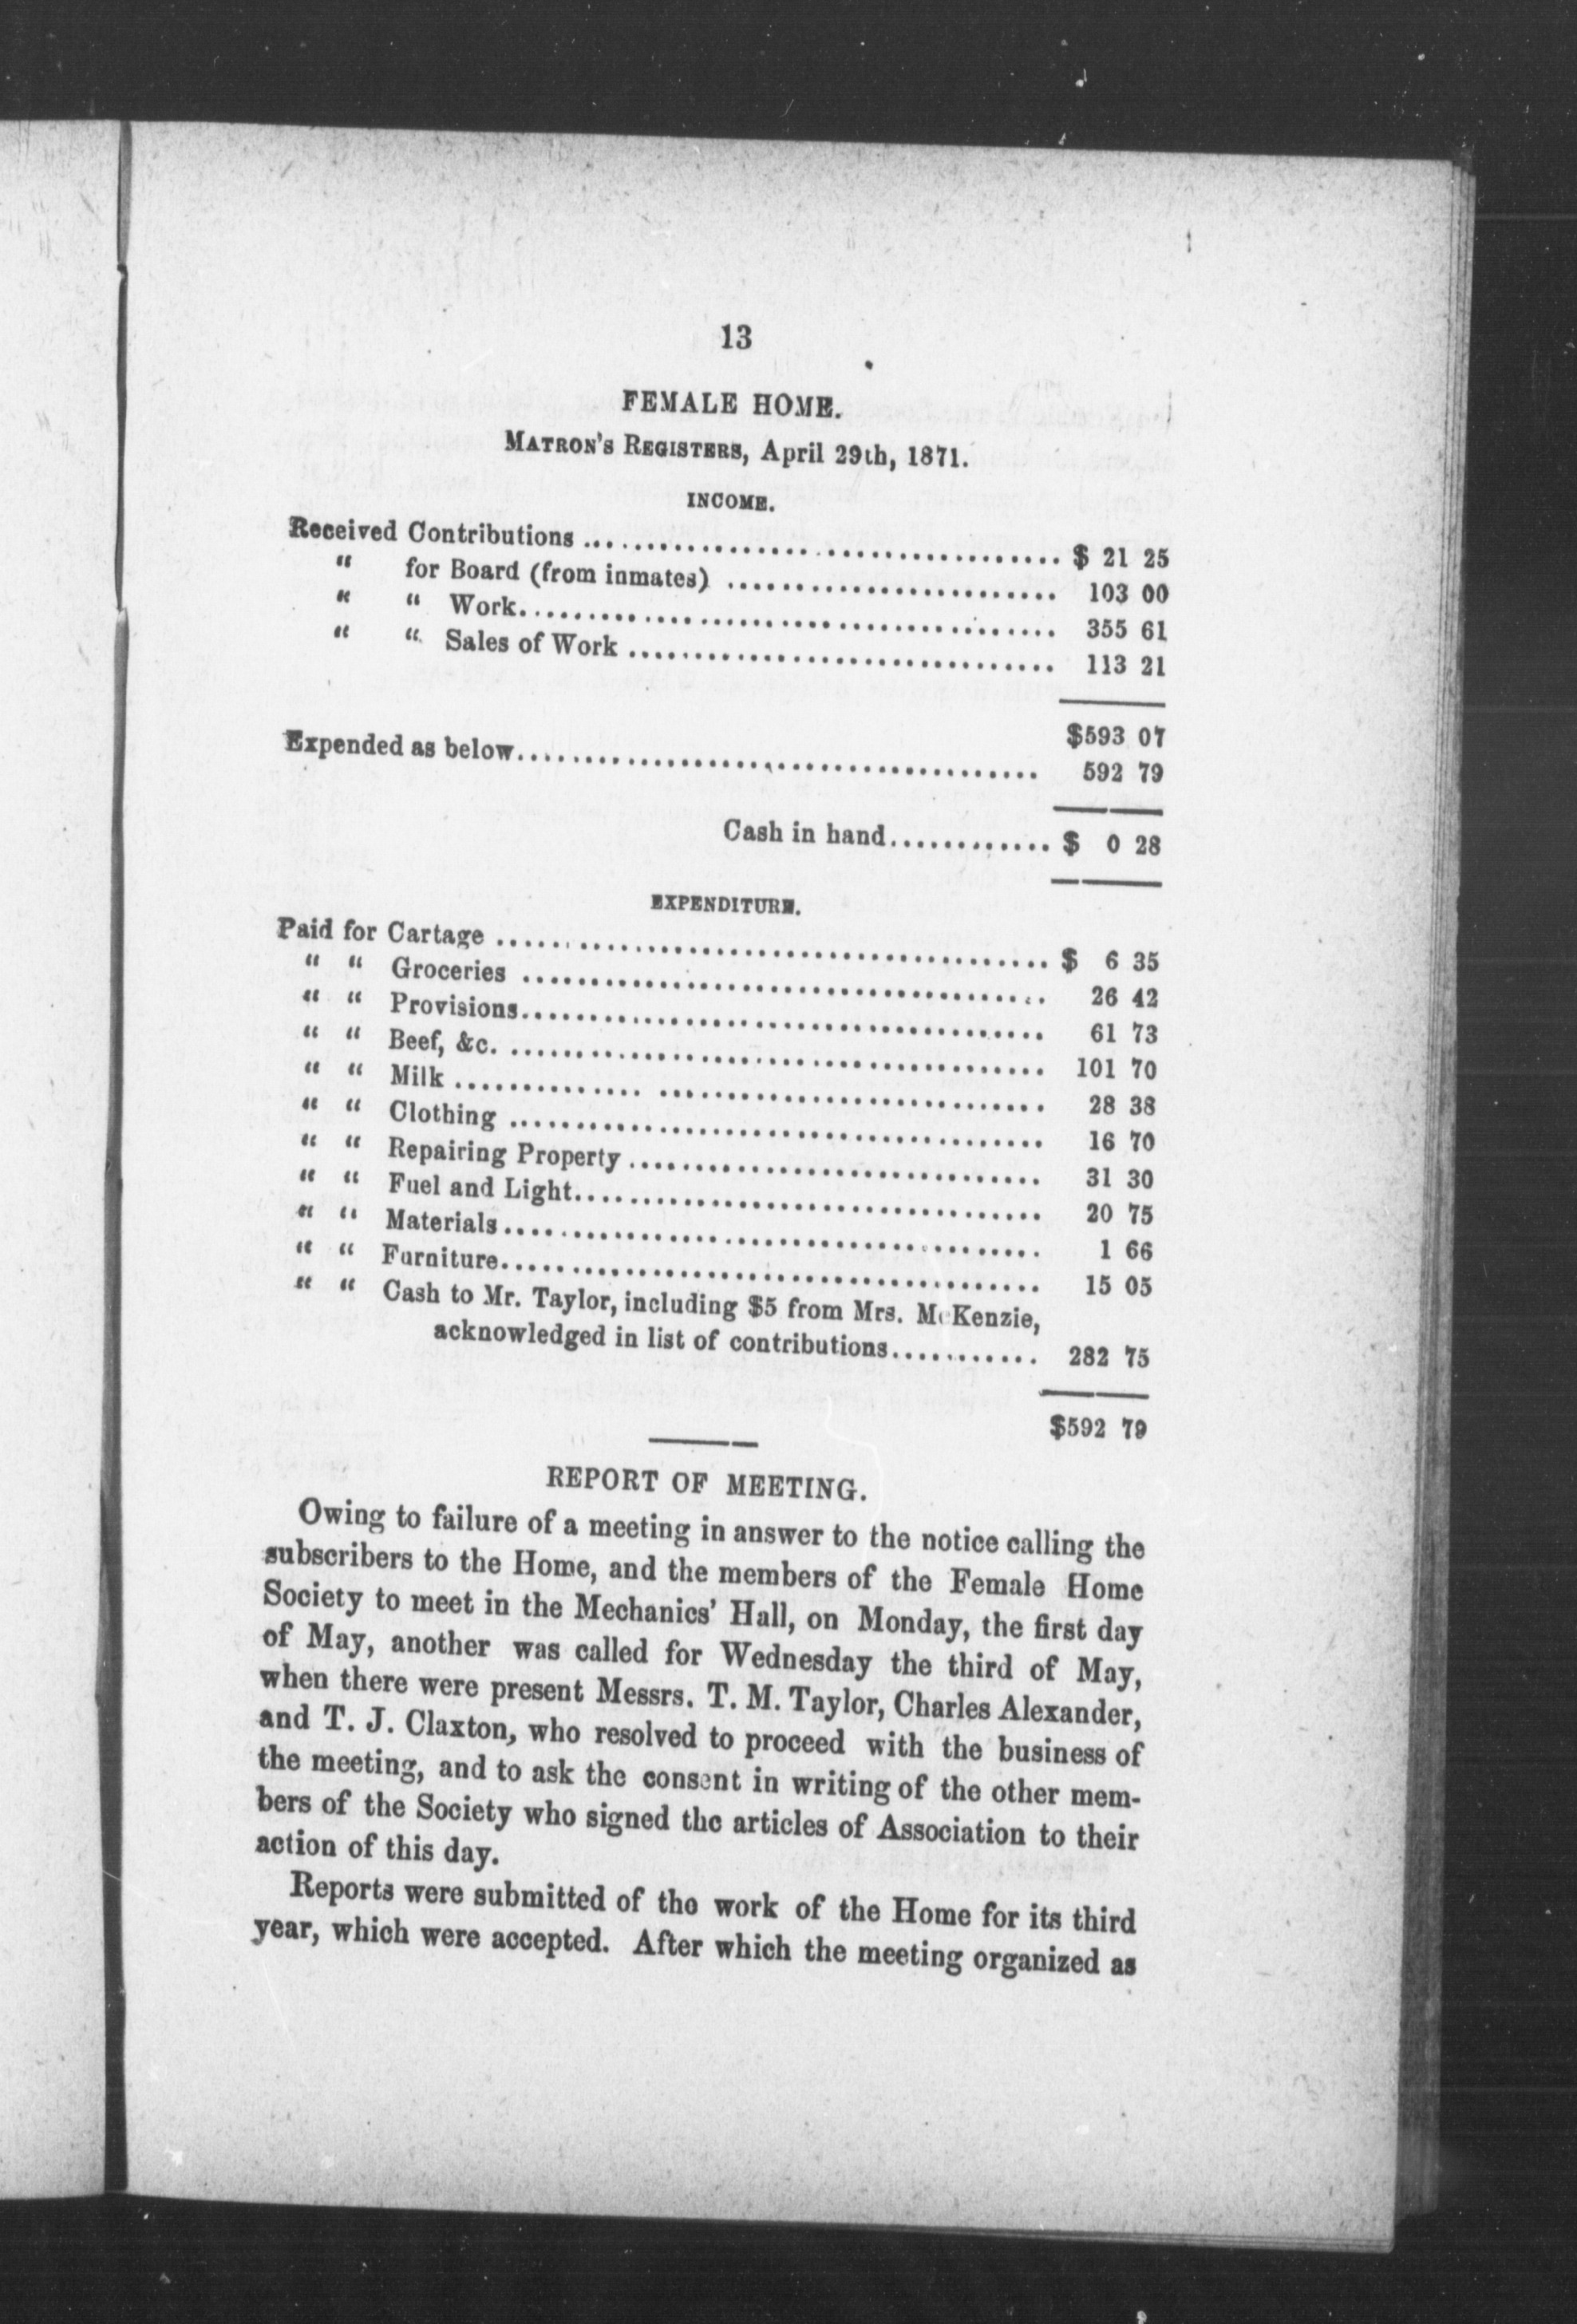 13
FEMALE HOME.
MATRON'S REGISTERS, April 29th, 1871.
INCOME.
Received Contributions .................................... $ 21 25
" for Board (from inmates) ........................ 103 00
" " Work....................................... 355 61
" " Sales of Work ............................... 113 21
$593 07
Expended as below...................................... 592 79
Cash in hand............ $ 0 28
EXPENDITURE.
Paid for Cartage ........................................ $ 6 35
" " Groceries ...................................... 26 42
" " Provisions...................................... 61 73
" " Beef, &c. ....................................... 101 70
" " Milk ........................................... 28 38
" " Clothing ....................................... 16 70
" " Repairing Property .............................. 31 30
" " Fuel and Light.................................. 20 75
" " Materials....................................... 1 66
" " Furniture....................................... 15 05
" " Cash to Mr. Taylor, including $5 from Mrs. McKenzie,
acknowledged in list of contributions........... 282 75
$592 79
REPORT OF MEETING.
Owing to failure of a meeting in answer to the notice calling the
subscribers to the Home, and the members of the Female Home
Society to meet in the Mechanics' Hall, on Monday, the first day
of May, another was called for Wednesday the third of May,
when there were present Messrs. T. M. Taylor, Charles Alexander,
and T. J. Claxton, who resolved to proceed with the business of
the meeting, and to ask the consent in writing of the other mem-
bers of the Society who signed the articles of Association to their
action of this day.
Reports were submitted of the work of the Home for its third
year, which were accepted. After which the meeting organized as